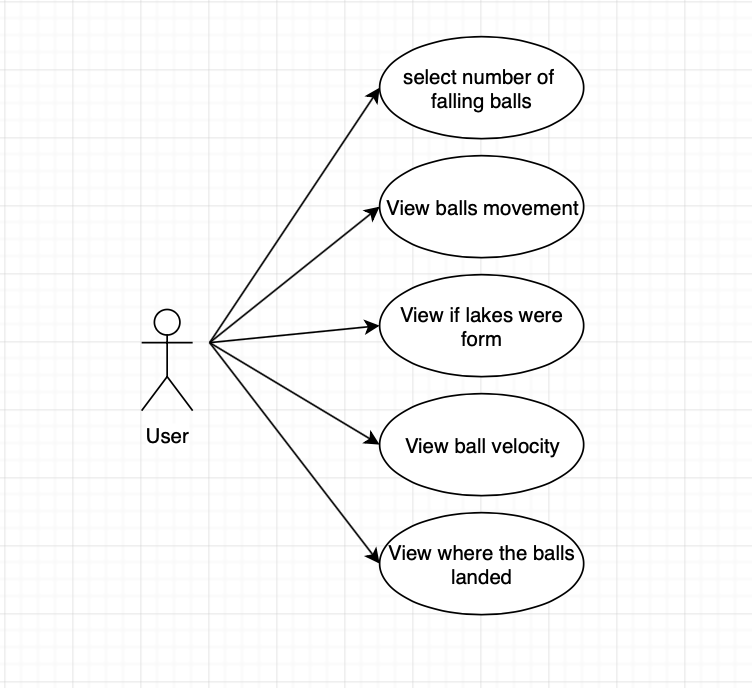 select number of
falling balls
View balls movement
View if lakes were
form
User
View ball velocity
View where the balls
landed